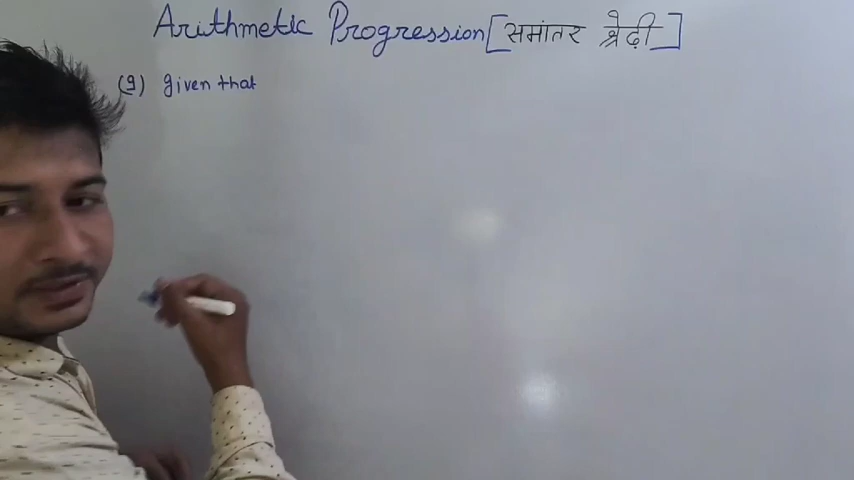 Arithmetic Progression [समांतर श्रेढ़ी]
(9) given that